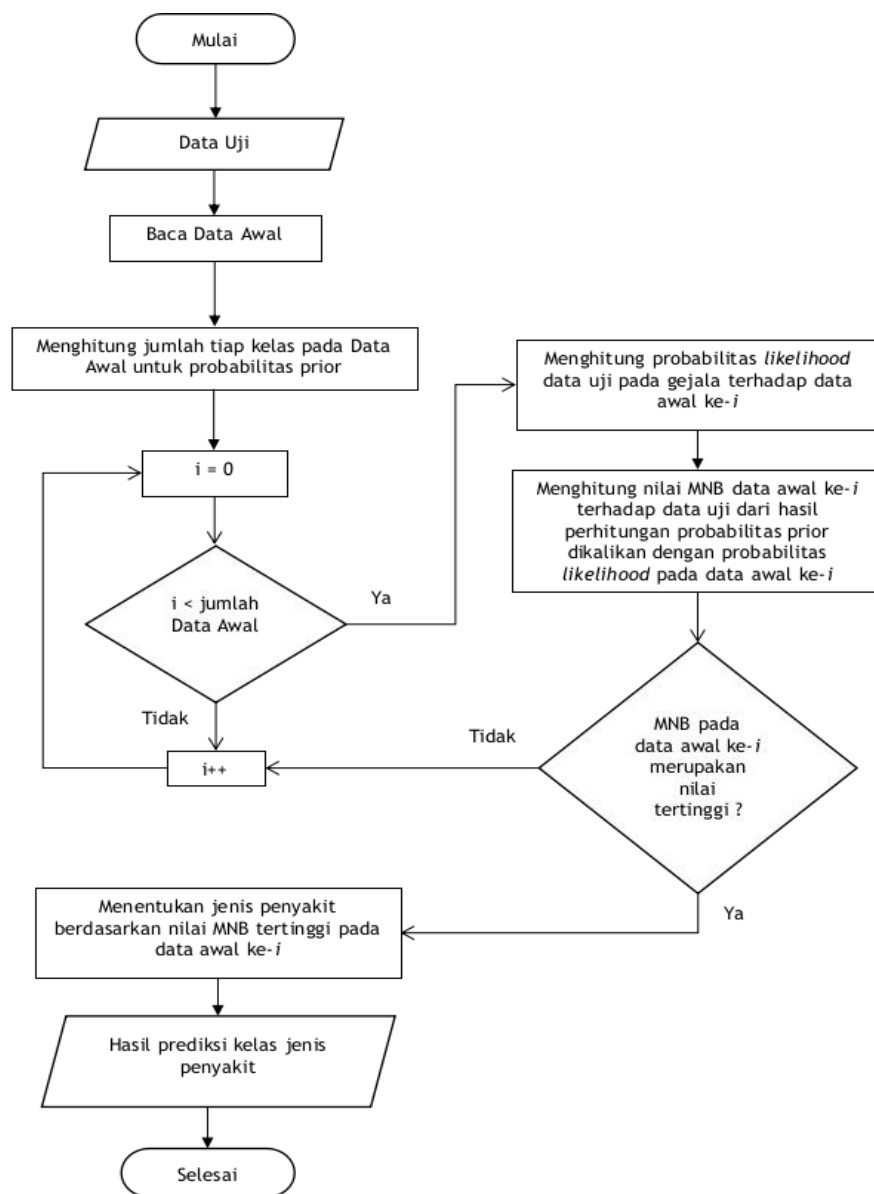 Mulai
Data Uji
Baca Data Awal
Menghitung jumlah tiap kelas pada Data
Awal untuk probabilitas prior
i = 0
i < jumlah
Data Awal
Ya
Tidak
i++
Menghitung probabilitas likelihood
data uji pada gejala terhadap data
awal ke-i
Menghitung nilai MNB data awal ke-i
terhadap data uji dari hasil
perhitungan probabilitas prior
dikalikan dengan probabilitas
likelihood pada data awal ke-i
MNB pada
data awal ke-i
merupakan
nilai
tertinggi ?
Tidak
Ya
Menentukan jenis penyakit
berdasarkan nilai MNB tertinggi pada
data awal ke-i
Hasil prediksi kelas jenis
penyakit
Selesai